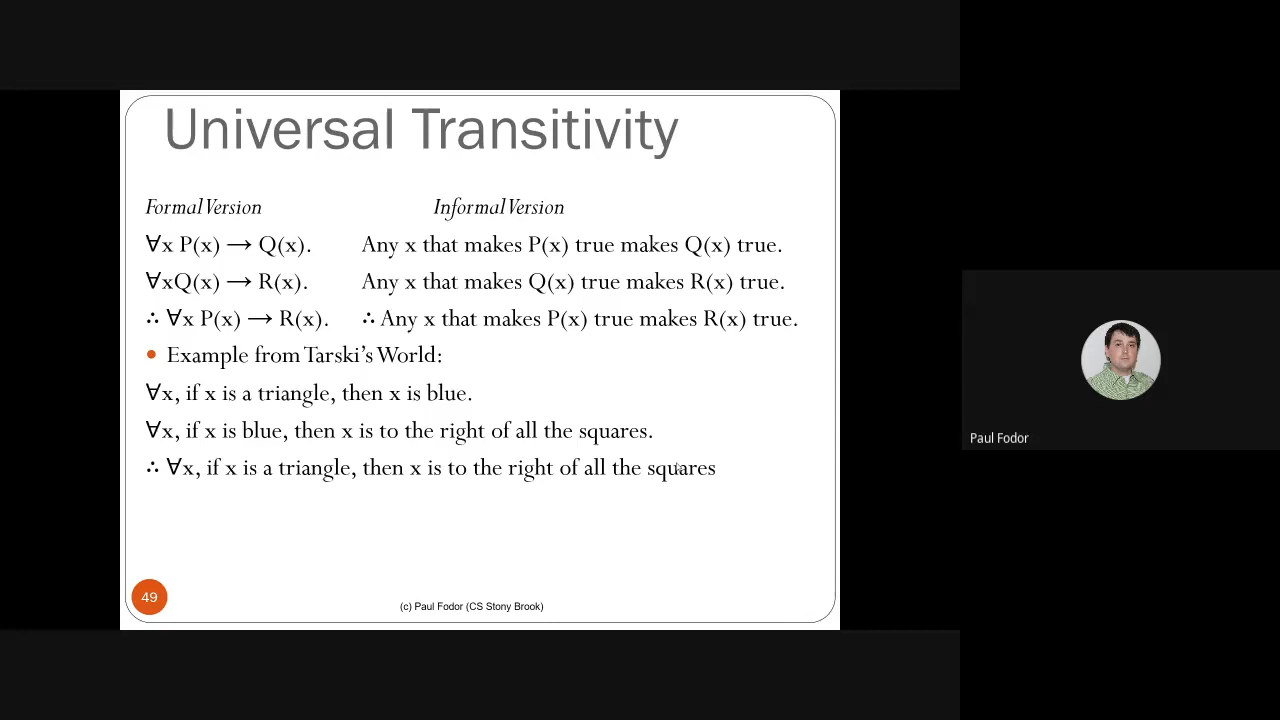 Universal Transitivity
Formal Version Informal Version
∀x P(x) → Q(x). Any x that makes P(x) true makes Q(x) true.
∀xQ(x) → R(x). Any x that makes Q(x) true makes R(x) true.
∴ ∀x P(x) → R(x). ∴ Any x that makes P(x) true makes R(x) true.
• Example from Tarski's World:
∀x, if x is a triangle, then x is blue.
∀x, if x is blue, then x is to the right of all the squares.
∴ ∀x, if x is a triangle, then x is to the right of all the squares
49
(c) Paul Fodor (CS Stony Brook)
Paul Fodor